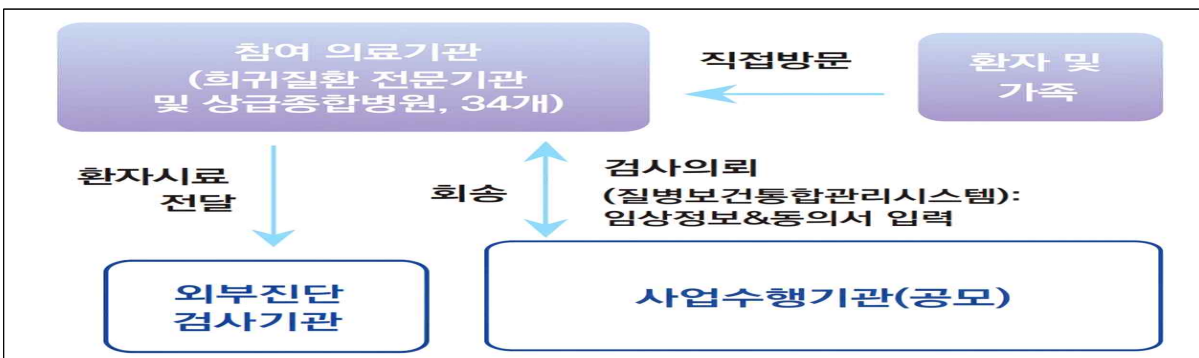 참여 의료기관
(희귀질환 전문기관
및 상급종합병원, 34개)
직접방문
환자 및
가족
환자시료
전달
회송
검사의뢰
(질병보건통합관리시스템):
임상정보&동의서 입력
외부진단
검사기관
사업수행기관(공모)